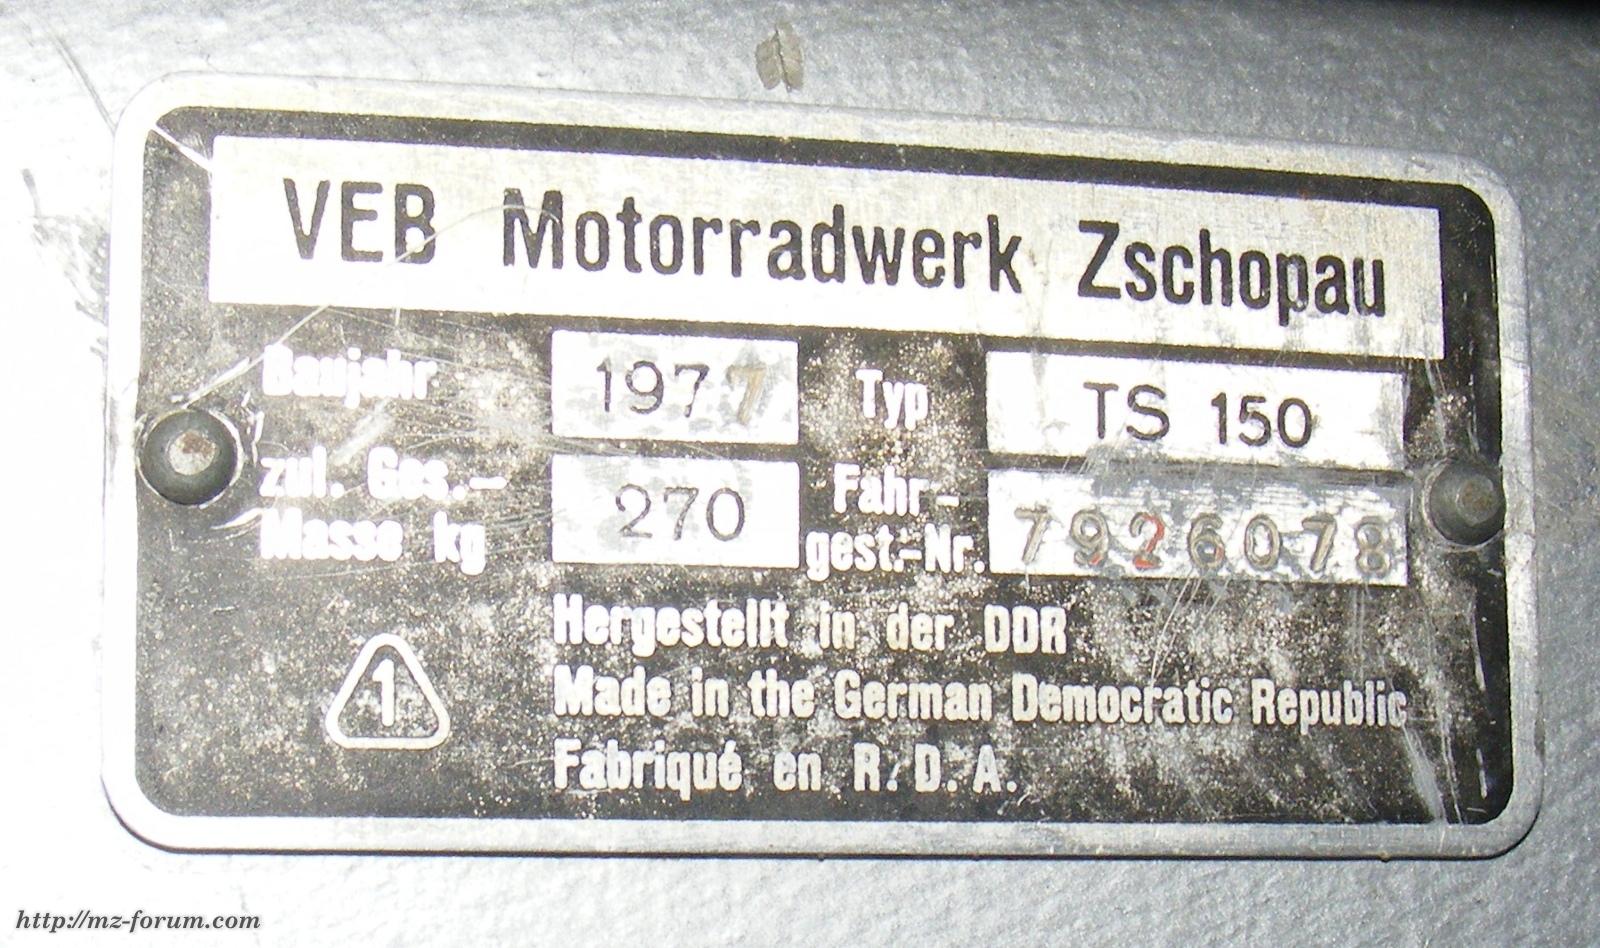 VEB Motorradwerk Zschopau
Baujahr 1977 Typ TS 150
zul. Ges.-
Masse kg 270 Fahr-
gest.-Nr. 7926078
Hergestellt in der DDR
1 Made in the German Democratic Republic
Fabriqué en R.D.A.
http://mz-forum.com